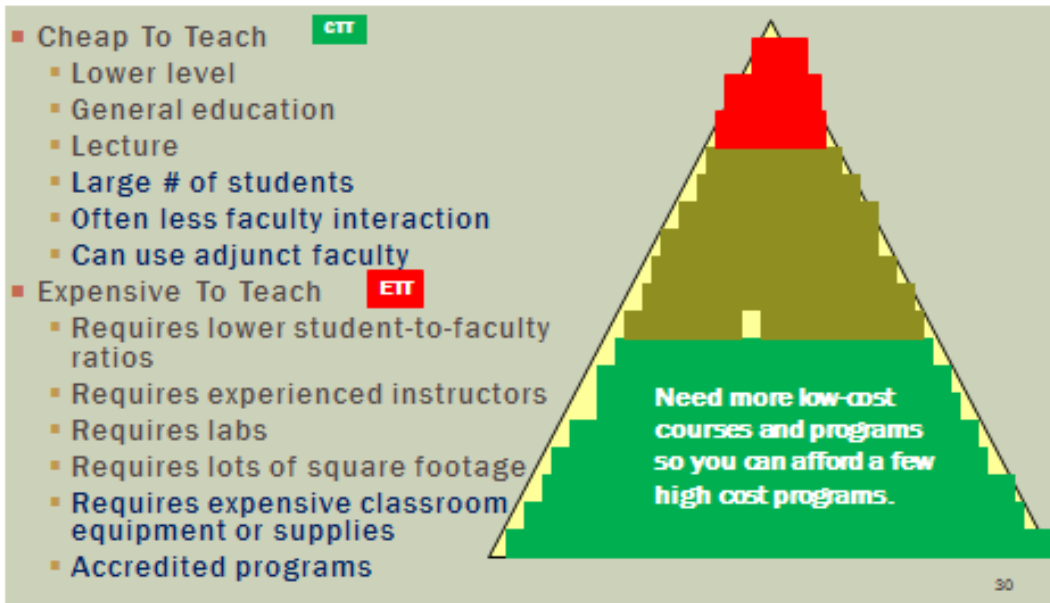 Cheap To Teach CTT
Lower level
General education
Lecture
Large # of students
Often less faculty interaction
Can use adjunct faculty
Expensive To Teach ETT
Requires lower student-to-faculty
ratios
Requires experienced instructors
Requires labs
Requires lots of square footage
Requires expensive classroom
equipment or supplies
Accredited programs
Need more low-cost
courses and programs
so you can afford a few
high cost programs.
30